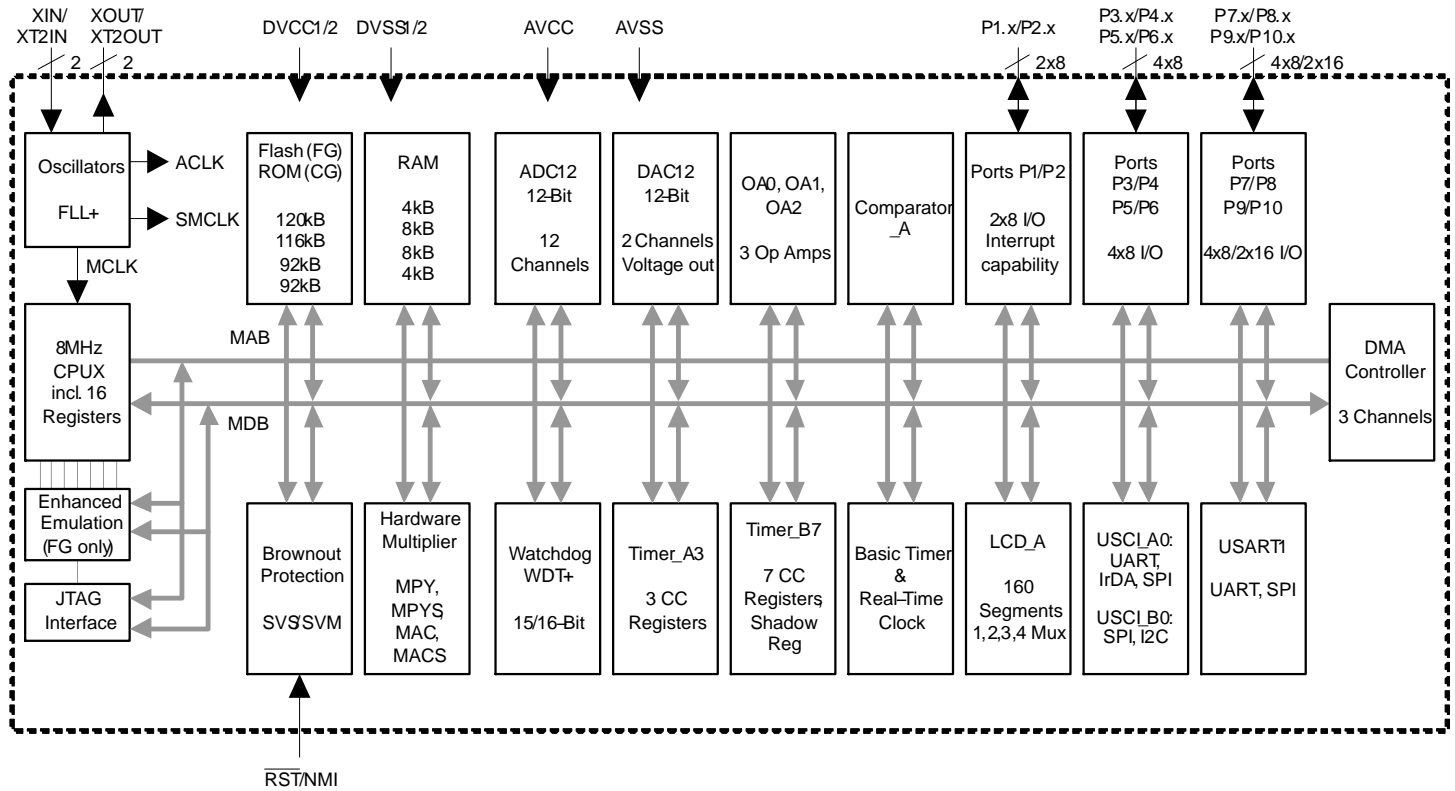 XIN/
XT2IN
XOUT/
XT2OUT
2
2
DVCC1/2
DVSS1/2
AVCC
AVSS
P1.x/P2.x
2x8
P3.x/P4.x
P5.x/P6.x
4x8
P7.x/P8.x
P9.x/P10.x
4x8/2x16
Oscillators
FLL+
ACLK
SMCLK
MCLK
Flash (FG)
ROM (CG)
120kB
116kB
92kB
92kB
RAM
4kB
8kB
8kB
4kB
ADC12
12-Bit
12
Channels
DAC12
12-Bit
2 Channels
Voltage out
OA0, OA1,
OA2
3 Op Amps
Comparator
_A
Ports P1/P2
2x8 I/O
Interrupt
capability
Ports
P3/P4
P5/P6
4x8 I/O
Ports
P7/P8
P9/P10
4x8/2x16 I/O
8MHz
CPUX
incl. 16
Registers
MAB
MDB
DMA
Controller
3 Channels
Enhanced
Emulation
(FG only)
JTAG
Interface
Brownout
Protection
SVS/SVM
Hardware
Multiplier
MPY,
MPYS,
MAC,
MACS
Watchdog
WDT+
15/16-Bit
Timer_A3
3 CC
Registers
Timer_B7
7 CC
Registers,
Shadow
Reg
Basic Timer
&
Real-Time
Clock
LCD_A
160
Segments
1,2,3,4 Mux
USCI_A0:
UART,
IrDA, SPI
USCI_B0:
SPI, I2C
USART1
UART, SPI
RST/NMI